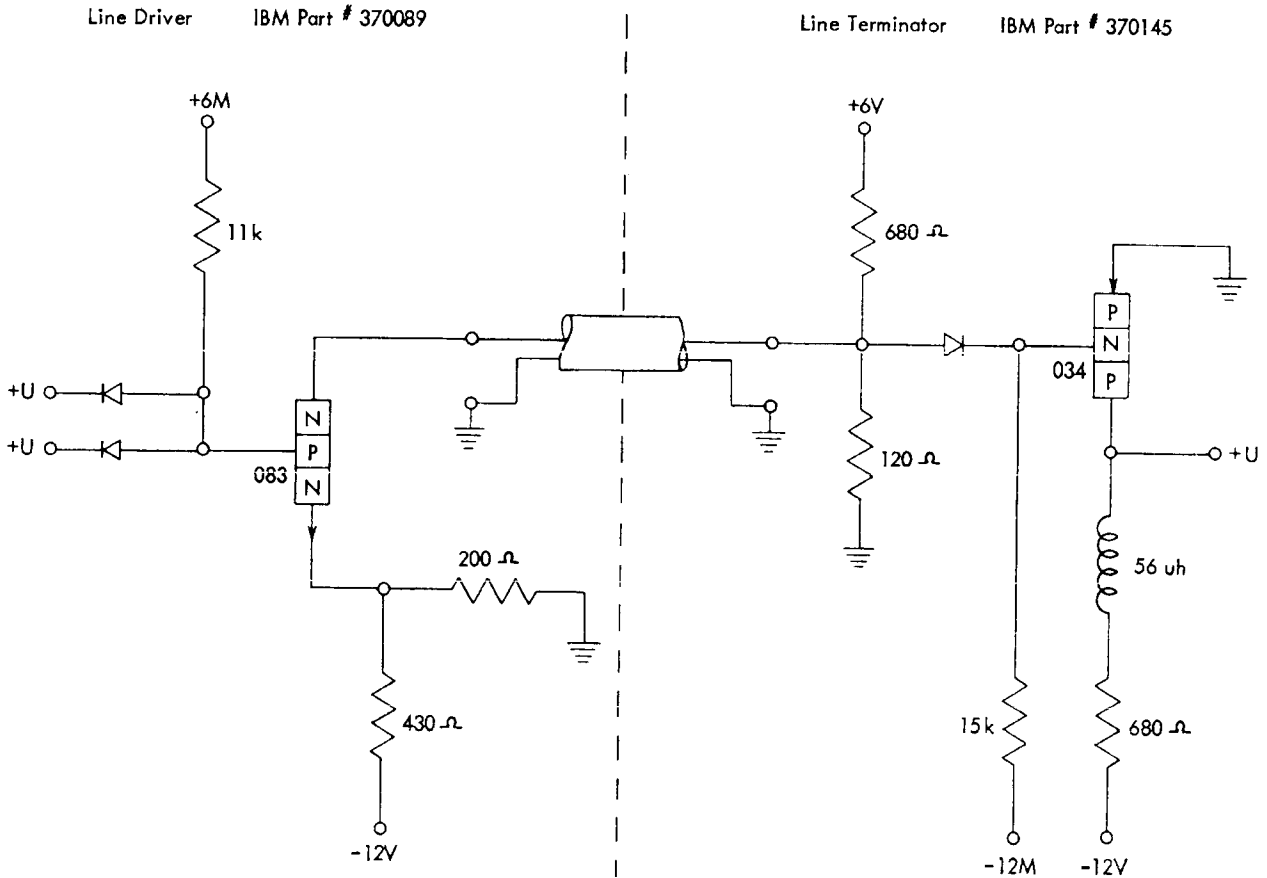 Line Driver IBM Part # 370089
Line Terminator IBM Part # 370145
+6M
11k
+U
+U
N
P
N
083
200 Ω
430 Ω
-12V
+6V
680 Ω
120 Ω
P
N
P
034
+U
56 uh
15k
680 Ω
-12M
-12V